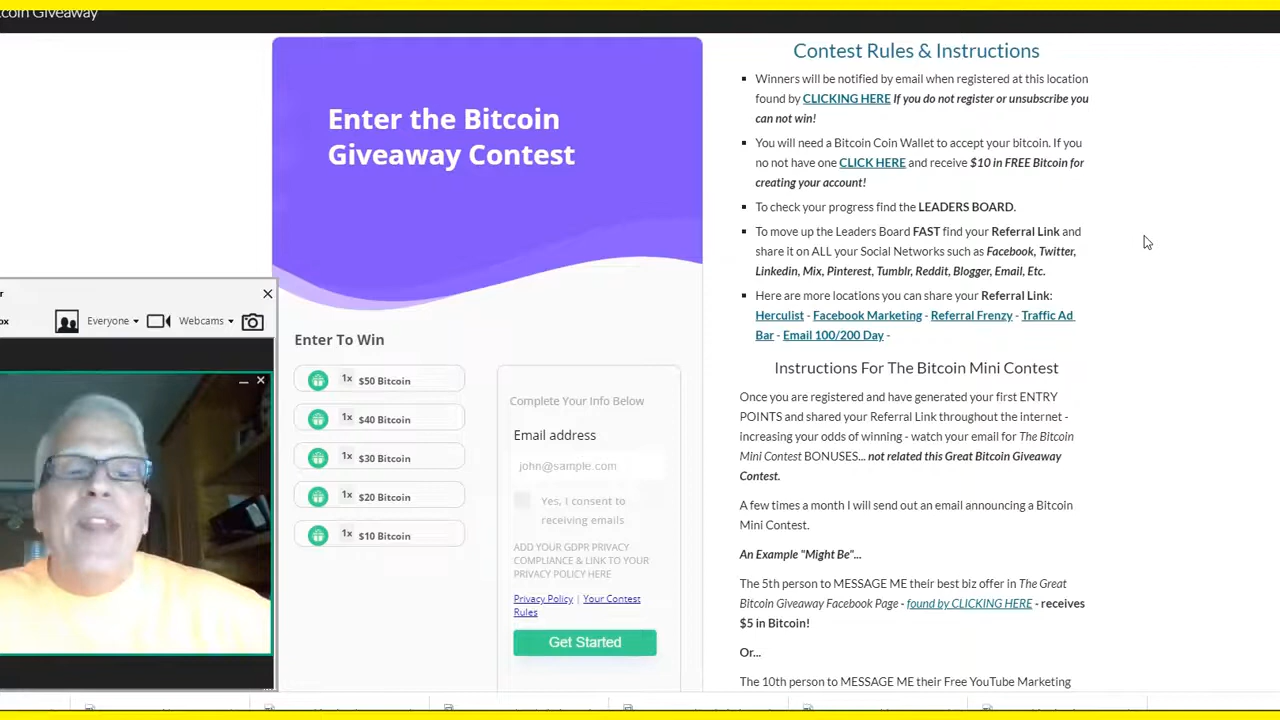 Giveaway
Enter the Bitcoin
Giveaway Contest
Enter To Win
1x $50 Bitcoin
1x $40 Bitcoin
1x $30 Bitcoin
1x $20 Bitcoin
1x $10 Bitcoin
Complete Your Info Below
Email address
john@sample.com
Yes, I consent to
receiving emails
ADD YOUR GDPR PRIVACY
COMPLIANCE & LINK TO YOUR
PRIVACY POLICY HERE
Privacy Policy | Your Contest
Rules
Get Started
Everyone
Webcams
Contest Rules & Instructions
Winners will be notified by email when registered at this location
found by CLICKING HERE If you do not register or unsubscribe you
can not win!
You will need a Bitcoin Coin Wallet to accept your bitcoin. If you
no not have one CLICK HERE and receive $10 in FREE Bitcoin for
creating your account!
To check your progress find the LEADERS BOARD.
To move up the Leaders Board FAST find your Referral Link and
share it on ALL your Social Networks such as Facebook, Twitter,
Linkedin, Mix, Pinterest, Tumblr, Reddit, Blogger, Email, Etc.
Here are more locations you can share your Referral Link:
Herculist - Facebook Marketing - Referral Frenzy - Traffic Ad
Bar - Email 100/200 Day -
Instructions For The Bitcoin Mini Contest
Once you are registered and have generated your first ENTRY
POINTS and shared your Referral Link throughout the internet -
increasing your odds of winning - watch your email for The Bitcoin
Mini Contest BONUSES... not related this Great Bitcoin Giveaway
Contest.
A few times a month I will send out an email announcing a Bitcoin
Mini Contest.
An Example "Might Be"...
The 5th person to MESSAGE ME their best biz offer in The Great
Bitcoin Giveaway Facebook Page - found by CLICKING HERE - receives
$5 in Bitcoin!
Or...
The 10th person to MESSAGE ME their Free YouTube Marketing